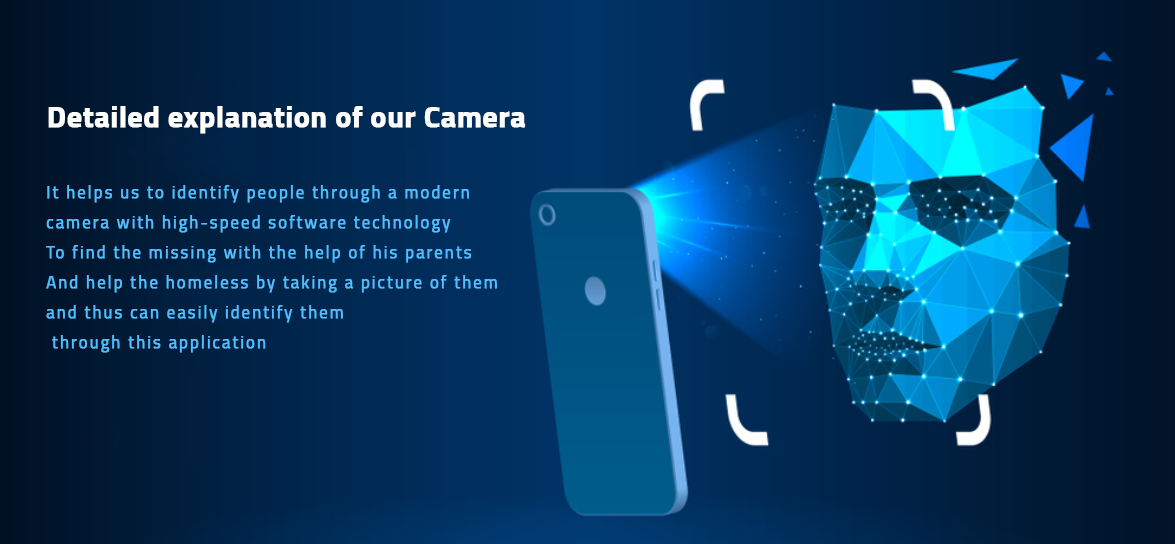 Detailed explanation of our Camera
It helps us to identify people through a modern
camera with high-speed software technology
To find the missing with the help of his parents
And help the homeless by taking a picture of them
and thus can easily identify them
through this application